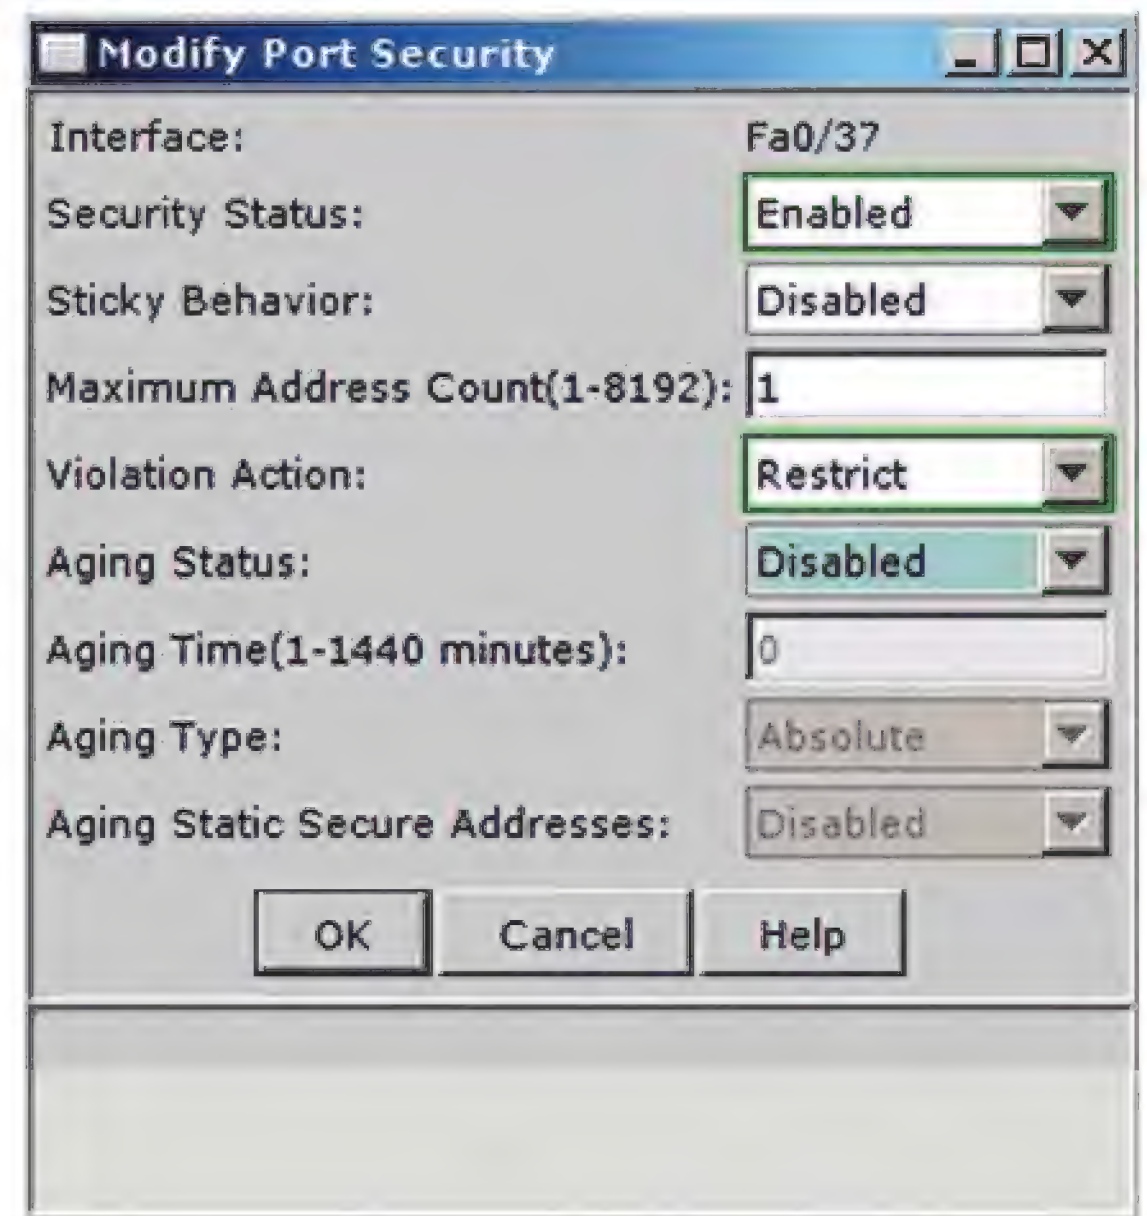 Modify Port Security
Interface: Fa0/37
Security Status: Enabled
Sticky Behavior: Disabled
Maximum Address Count(1-8192): 1
Violation Action: Restrict
Aging Status: Disabled
Aging Time(1-1440 minutes): 0
Aging Type: Absolute
Aging Static Secure Addresses: Disabled
OK Cancel Help